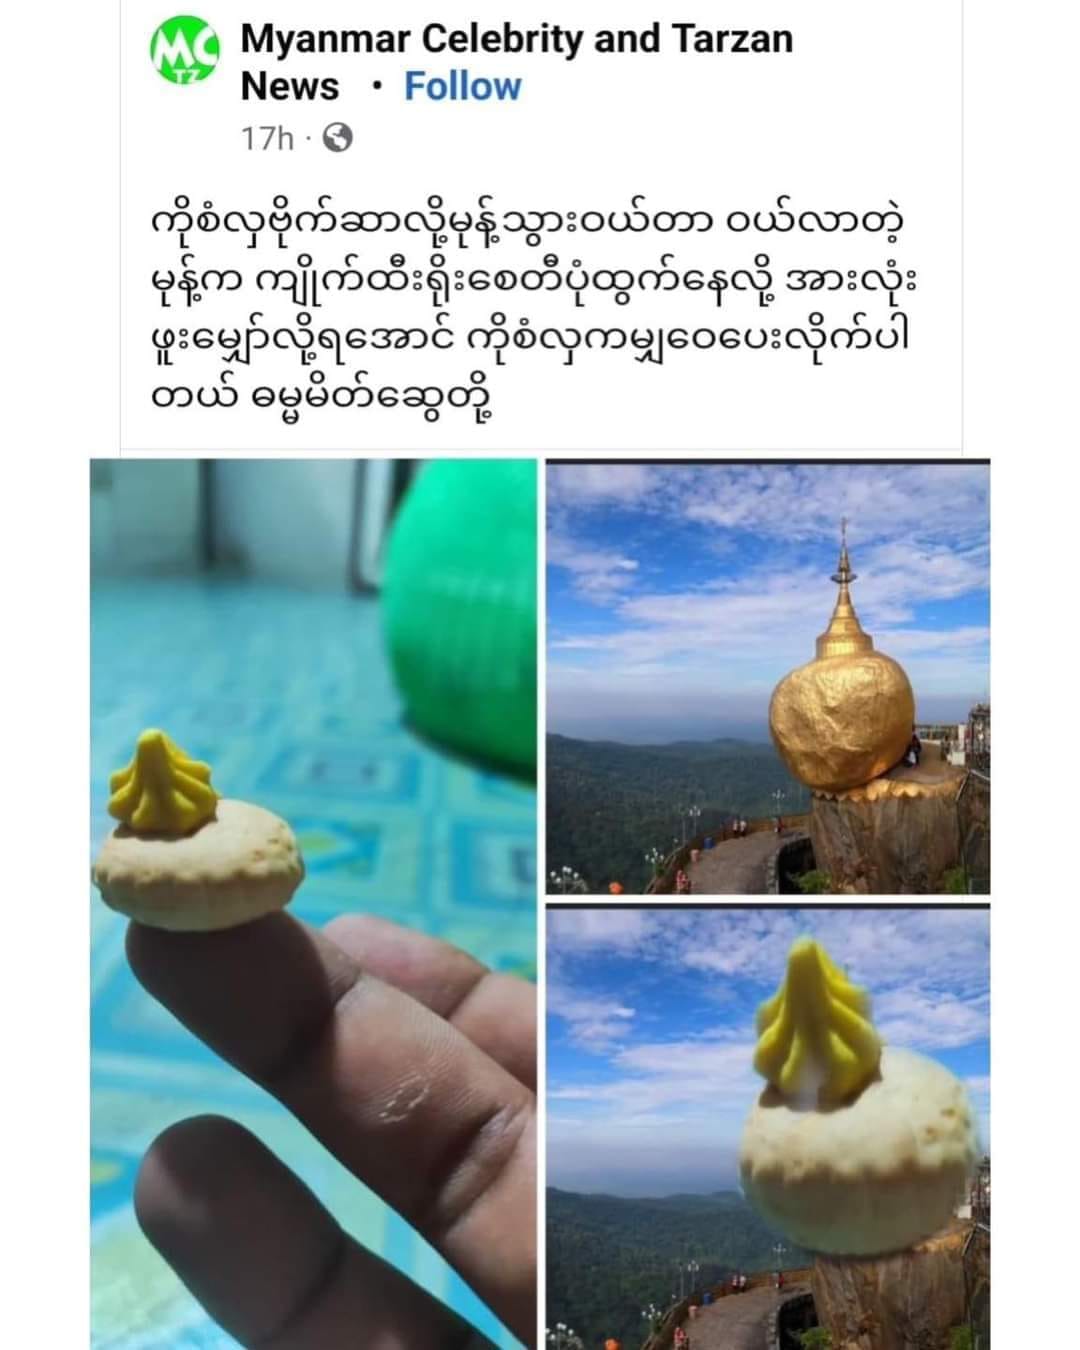 MC
TZ
Myanmar Celebrity and Tarzan
News • Follow
17h ·
ကိုစံလှဗိုက်ဆာလို့မုန့်သွားဝယ်တာ ဝယ်လာတဲ့
မုန့်က ကျိုက်ထီးရိုးစေတီပုံထွက်နေလို့ အားလုံး
ဖူးမျှော်လို့ရအောင် ကိုစံလှကမျှဝေပေးလိုက်ပါ
တယ် ဓမ္မမိတ်ဆွေတို့